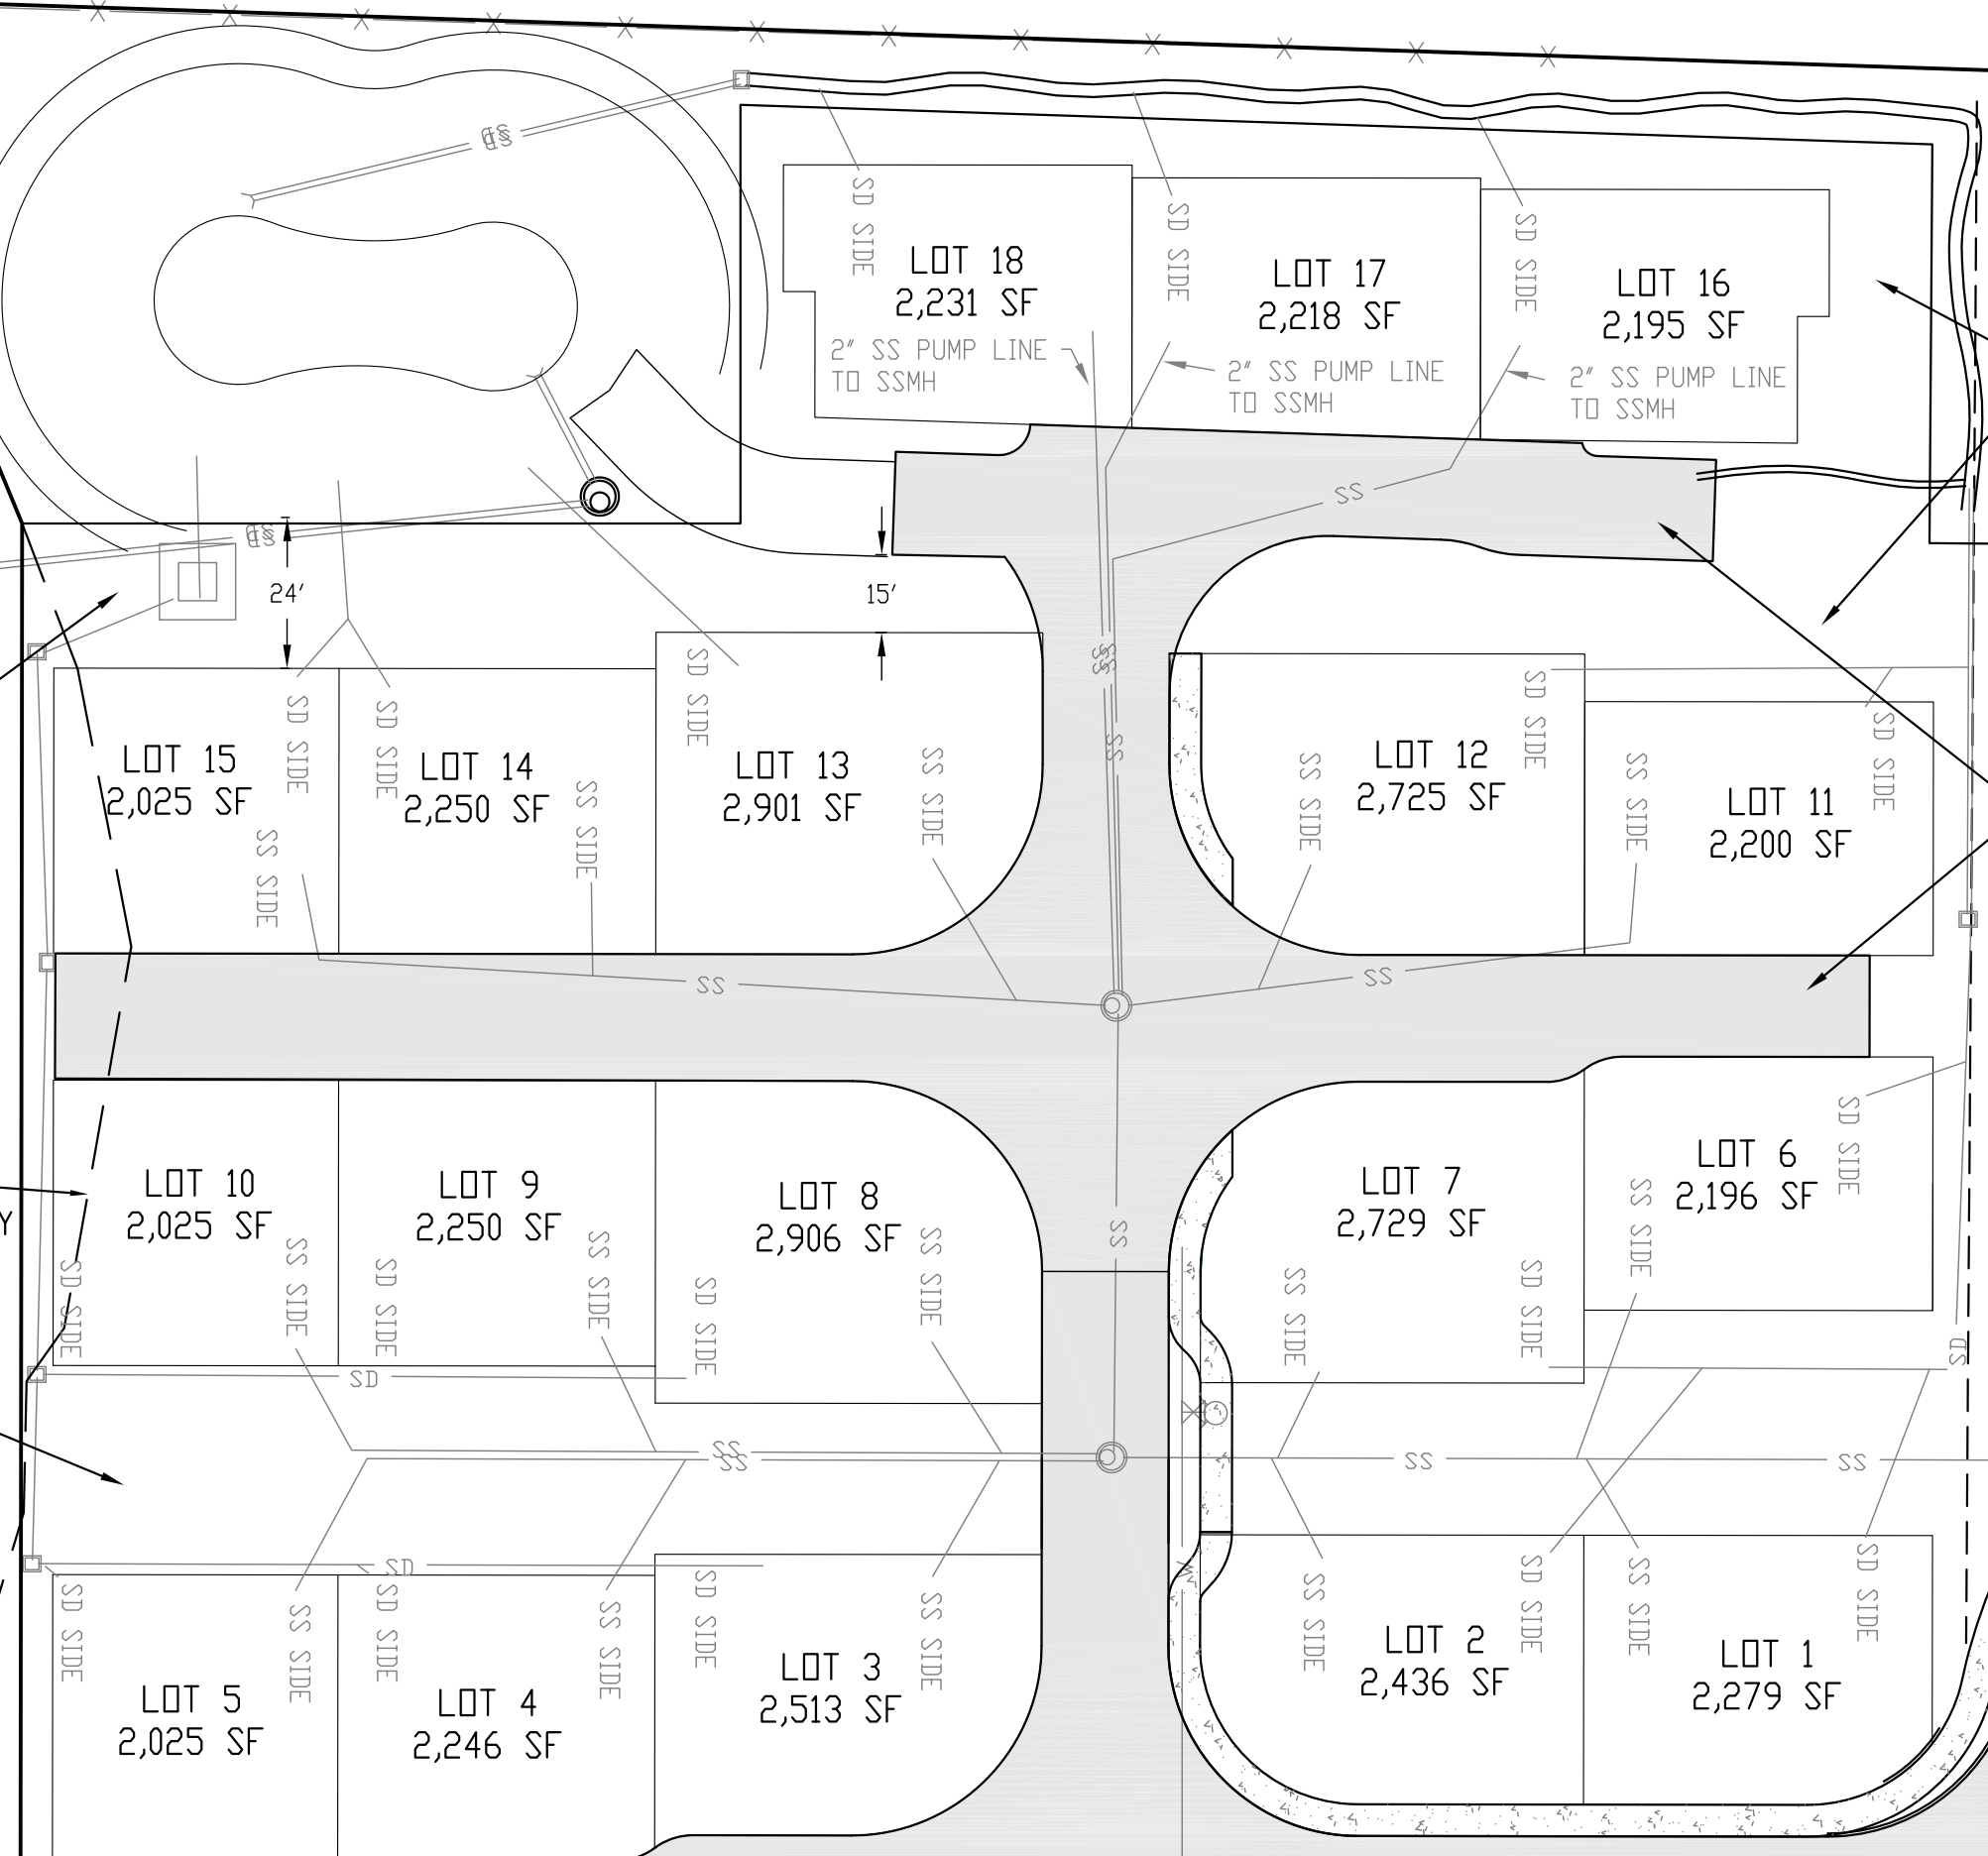 SD
LOT 18
2,231 SF
SD SIDE
2" SS PUMP LINE
TO SSMH
LOT 17
2,218 SF
SD SIDE
2" SS PUMP LINE
TO SSMH
LOT 16
2,195 SF
SD SIDE
2" SS PUMP LINE
TO SSMH
SS
SD
24'
15'
SS
SS
SS
LOT 15
2,025 SF
SD SIDE
SS SIDE
LOT 14
2,250 SF
SD SIDE
SS SIDE
LOT 13
2,901 SF
SD SIDE
SS SIDE
LOT 12
2,725 SF
SD SIDE
SS SIDE
LOT 11
2,200 SF
SD SIDE
SS SIDE
SS
SS
SS
LOT 10
2,025 SF
SD SIDE
SS SIDE
LOT 9
2,250 SF
SD SIDE
SS SIDE
LOT 8
2,906 SF
SD SIDE
SS SIDE
LOT 7
2,729 SF
SD SIDE
SS SIDE
LOT 6
2,196 SF
SD SIDE
SS SIDE
Y
SD
SD
SS
SS
SS
SS
SD
W
LOT 5
2,025 SF
SD SIDE
SS SIDE
LOT 4
2,246 SF
SD SIDE
SS SIDE
LOT 3
2,513 SF
SD SIDE
SS SIDE
LOT 2
2,436 SF
SD SIDE
SS SIDE
LOT 1
2,279 SF
SD SIDE
SS SIDE